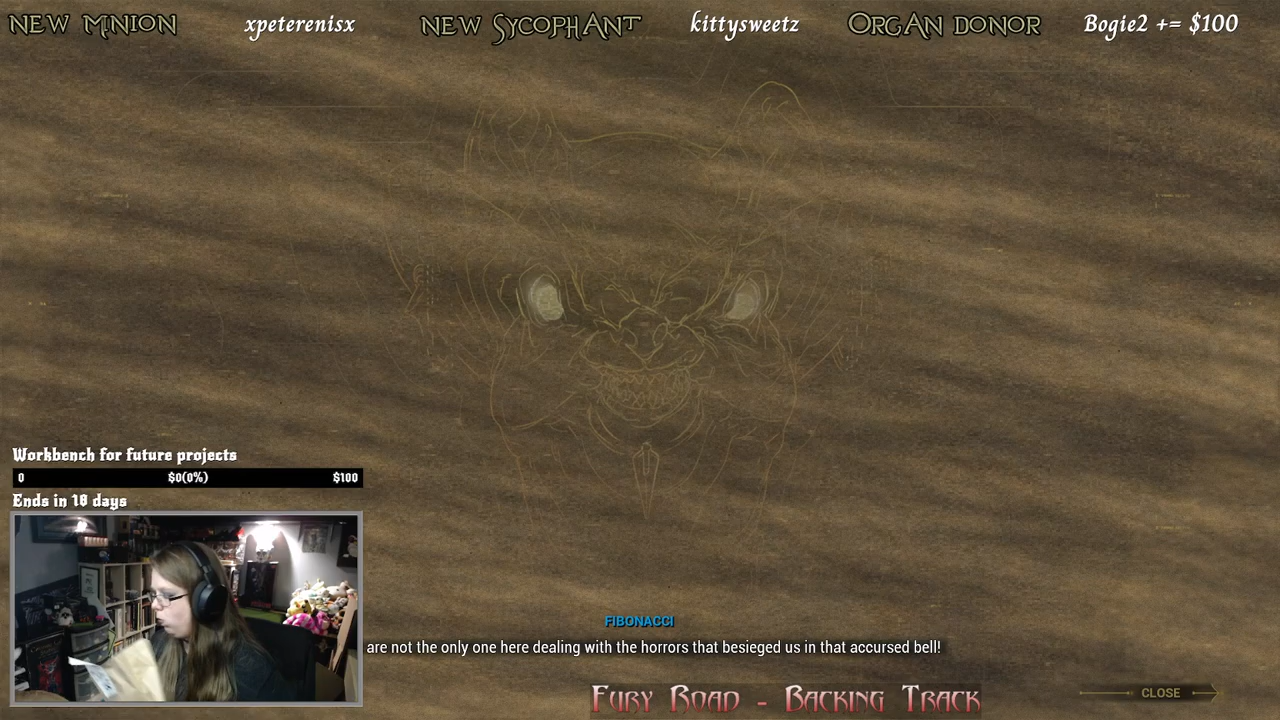 NEW MINION xpeterenisx NEW SYCOPHANT kittysweetz ORGAN DONOR Bogie2 += $100
Workbench for future projects
0 $0(0%) $100
Ends in 10 days
FIBONACCI
are not the only one here dealing with the horrors that besieged us in that accursed bell!
Fury Road - Backing Track
CLOSE